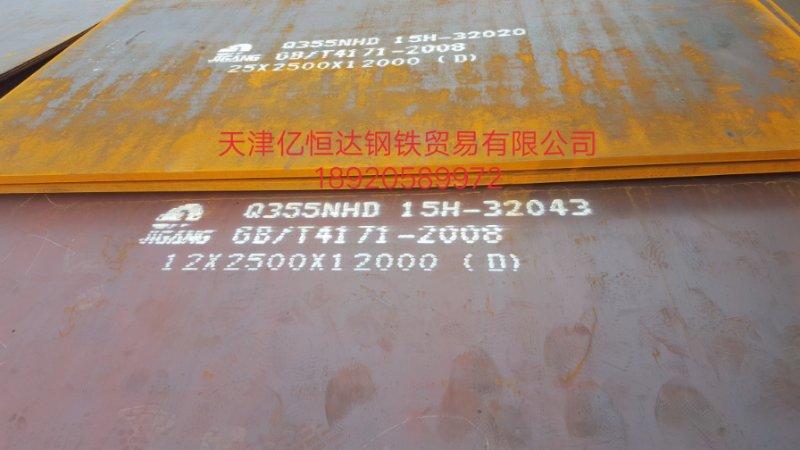 Q355NHD 15H-32020
JIGANG GB/T4171-2008
25X2500X12000 (D)
天津亿恒达钢铁贸易有限公司
18920589972
Q355NHD 15H-32043
JIGANG GB/T4171-2008
12X2500X12000 (D)